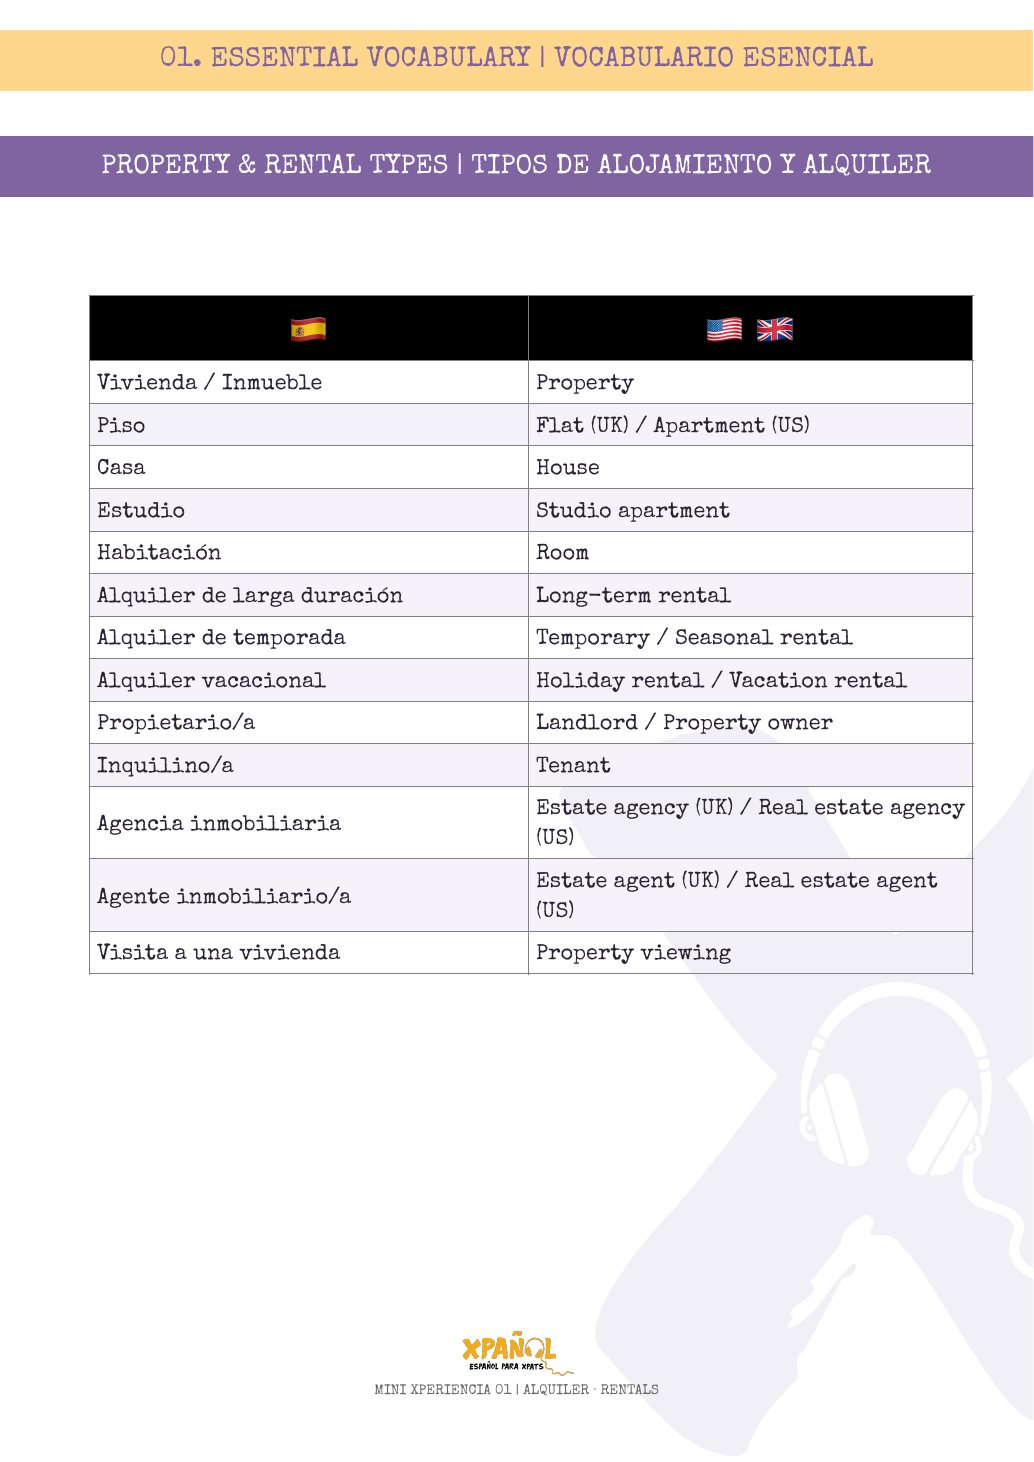 01. ESSENTIAL VOCABULARY | VOCABULARIO ESENCIAL
PROPERTY & RENTAL TYPES | TIPOS DE ALOJAMIENTO Y ALQUILER
Vivienda / Inmueble
Property
Piso
Flat (UK) / Apartment (US)
Casa
House
Estudio
Studio apartment
Habitación
Room
Alquiler de larga duración
Long-term rental
Alquiler de temporada
Temporary / Seasonal rental
Alquiler vacacional
Holiday rental / Vacation rental
Propietario/a
Landlord / Property owner
Inquilino/a
Tenant
Agencia inmobiliaria
Estate agency (UK) / Real estate agency
(US)
Agente inmobiliario/a
Estate agent (UK) / Real estate agent
(US)
Visita a una vivienda
Property viewing
XPAÑOL
ESPAÑOL PARA XPATS
MINI XPERIENCIA 01 | ALQUILER · RENTALS